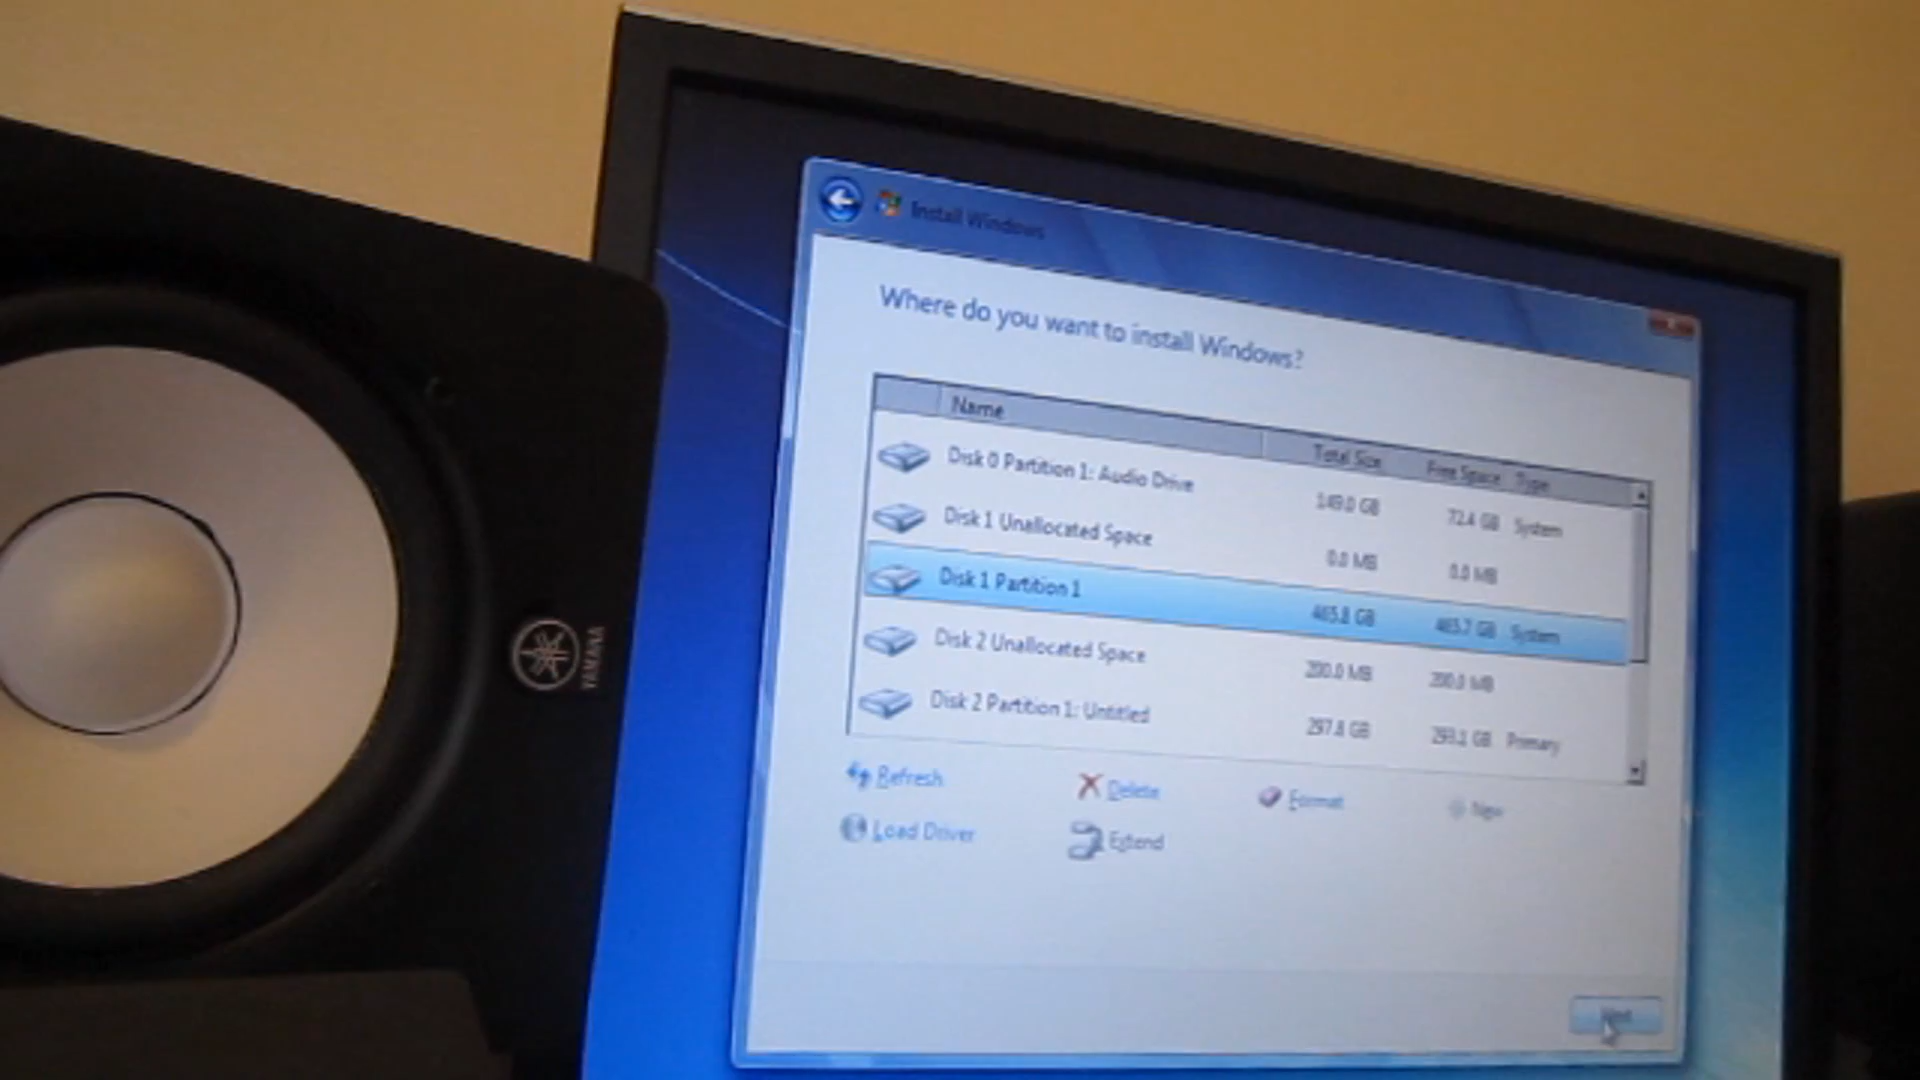 Install Windows
Where do you want to install Windows?
Name Total Size Free Space Type
Disk 0 Partition 1: Audio Drive 149.0 GB 72.4 GB System
Disk 1 Unallocated Space 0.0 MB 0.0 MB
Disk 1 Partition 1 465.8 GB 465.7 GB System
Disk 2 Unallocated Space 200.0 MB 200.0 MB
Disk 2 Partition 1: Untitled 297.8 GB 293.1 GB Primary
Refresh Delete Format New
Load Driver Extend
Next
YAMAHA